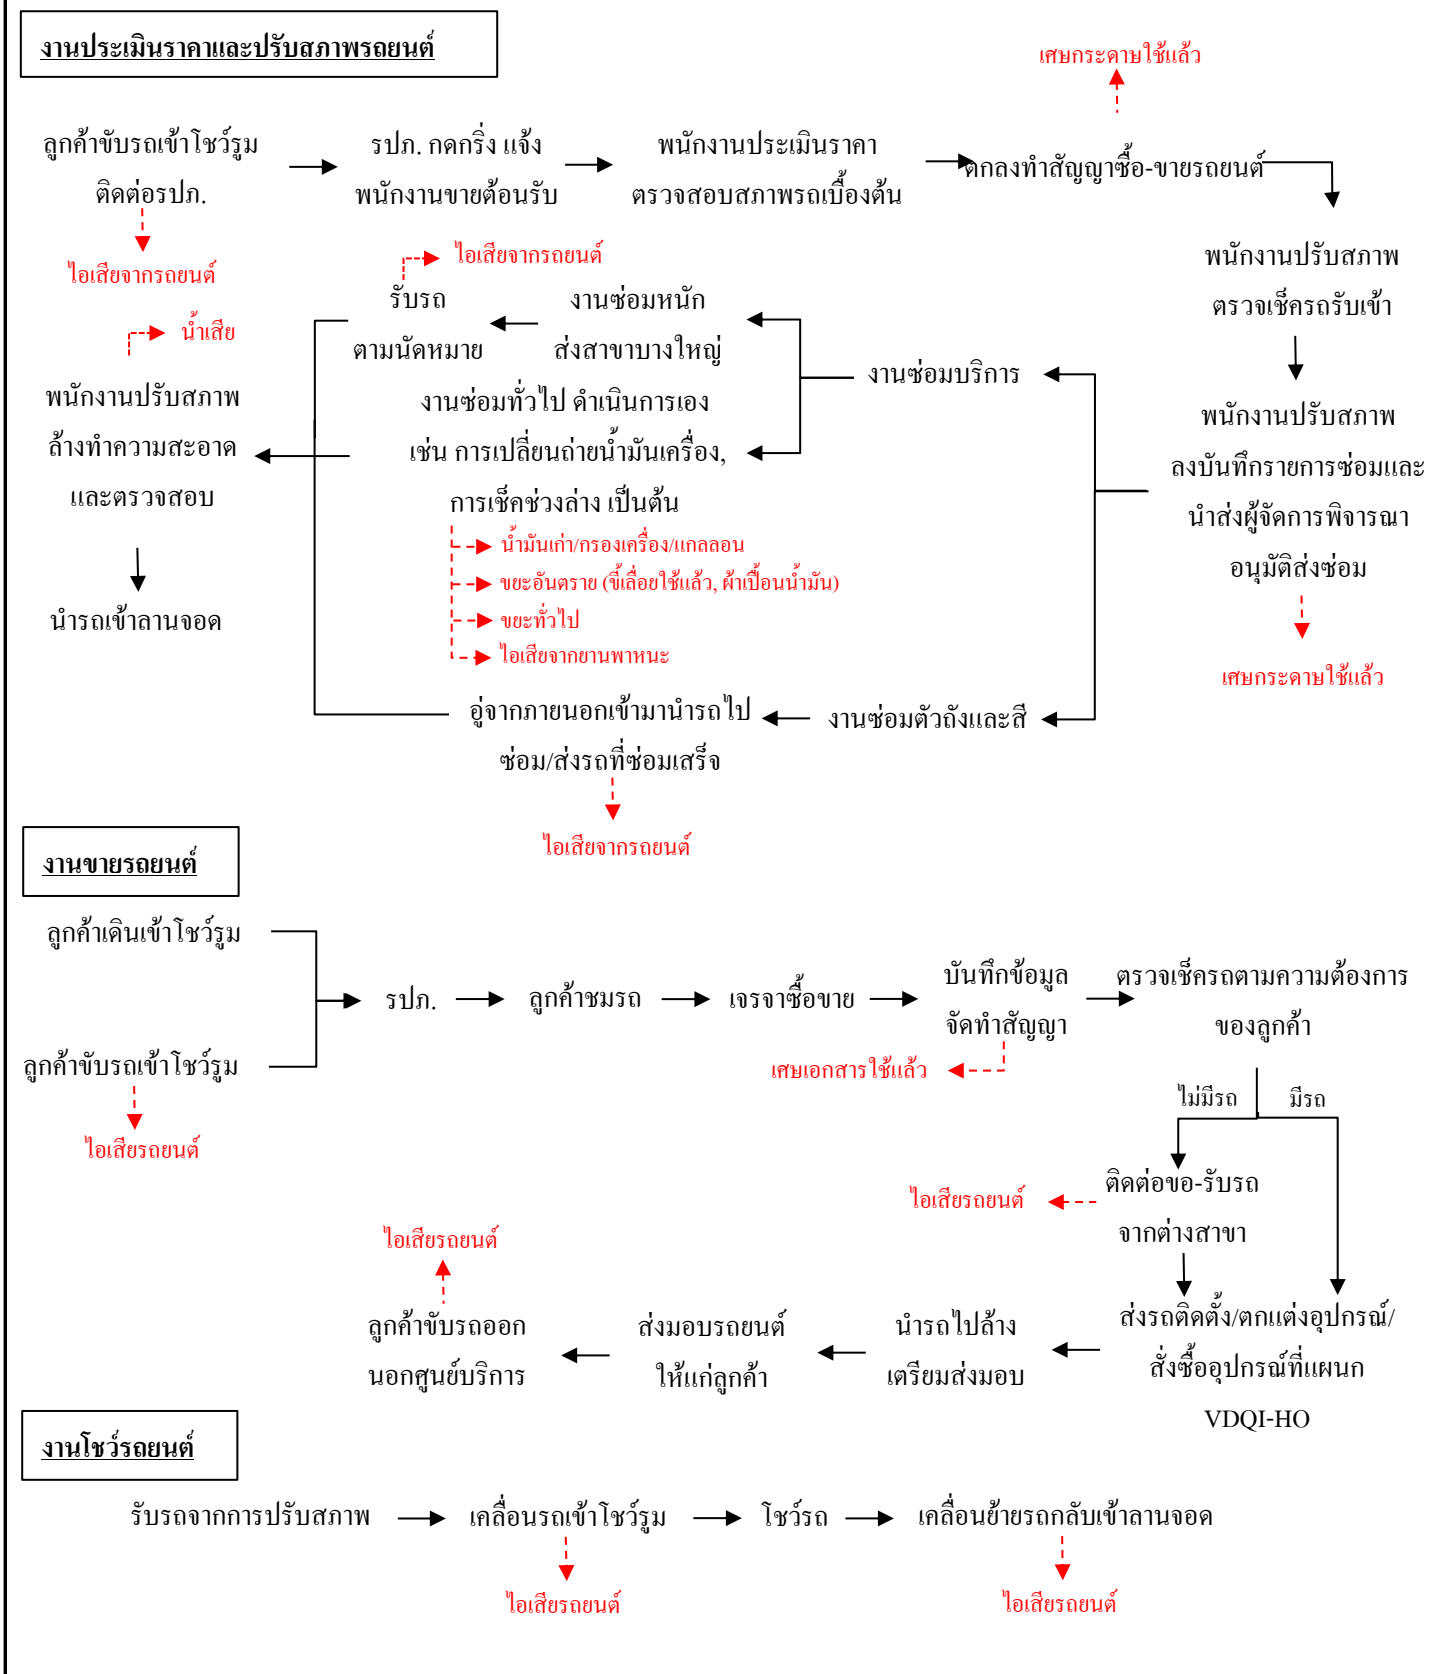 งานประเมินราคาและปรับสภาพรถยนต์
เศษกระดาษใช้แล้ว
ลูกค้าขับรถเข้าโชว์รูม
ติดต่อรปภ.
รปภ. กดกริ่ง แจ้ง
พนักงานขายต้อนรับ
พนักงานประเมินราคา
ตรวจสอบสภาพรถเบื้องต้น
ตกลงทำสัญญาซื้อ-ขายรถยนต์
ไอเสียจากรถยนต์
ไอเสียจากรถยนต์
พนักงานปรับสภาพ
ตรวจเช็ครถรับเข้า
รับรถ
ตามนัดหมาย
งานซ่อมหนัก
ส่งสาขาบางใหญ่
น้ำเสีย
งานซ่อมบริการ
พนักงานปรับสภาพ
ล้างทำความสะอาด
และตรวจสอบ
งานซ่อมทั่วไป ดำเนินการเอง
เช่น การเปลี่ยนถ่ายน้ำมันเครื่อง,
การเช็คช่วงล่าง เป็นต้น
พนักงานปรับสภาพ
ลงบันทึกรายการซ่อมและ
นำส่งผู้จัดการพิจารณา
อนุมัติส่งซ่อม
น้ำมันเก่า/กรองเครื่อง/แกลลอน
ขยะอันตราย (ขี้เลื่อยใช้แล้ว, ผ้าเปื้อนน้ำมัน)
ขยะทั่วไป
ไอเสียจากยานพาหนะ
นำรถเข้าลานจอด
เศษกระดาษใช้แล้ว
อู่จากภายนอกเข้ามานำรถไป
ซ่อม/ส่งรถที่ซ่อมเสร็จ
งานซ่อมตัวถังและสี
ไอเสียจากรถยนต์
งานขายรถยนต์
ลูกค้าเดินเข้าโชว์รูม
ลูกค้าขับรถเข้าโชว์รูม
ไอเสียรถยนต์
รปภ.
ลูกค้าชมรถ
เจรจาซื้อขาย
บันทึกข้อมูล
จัดทำสัญญา
เศษเอกสารใช้แล้ว
ตรวจเช็ครถตามความต้องการ
ของลูกค้า
ไม่มีรถ
มีรถ
ติดต่อขอ-รับรถ
จากต่างสาขา
ไอเสียรถยนต์
ไอเสียรถยนต์
ลูกค้าขับรถออก
นอกศูนย์บริการ
ส่งมอบรถยนต์
ให้แก่ลูกค้า
นำรถไปล้าง
เตรียมส่งมอบ
ส่งรถติดตั้ง/ตกแต่งอุปกรณ์/
สั่งซื้ออุปกรณ์ที่แผนก
VDQI-HO
งานโชว์รถยนต์
รับรถจากการปรับสภาพ
เคลื่อนรถเข้าโชว์รูม
โชว์รถ
เคลื่อนย้ายรถกลับเข้าลานจอด
ไอเสียรถยนต์
ไอเสียรถยนต์